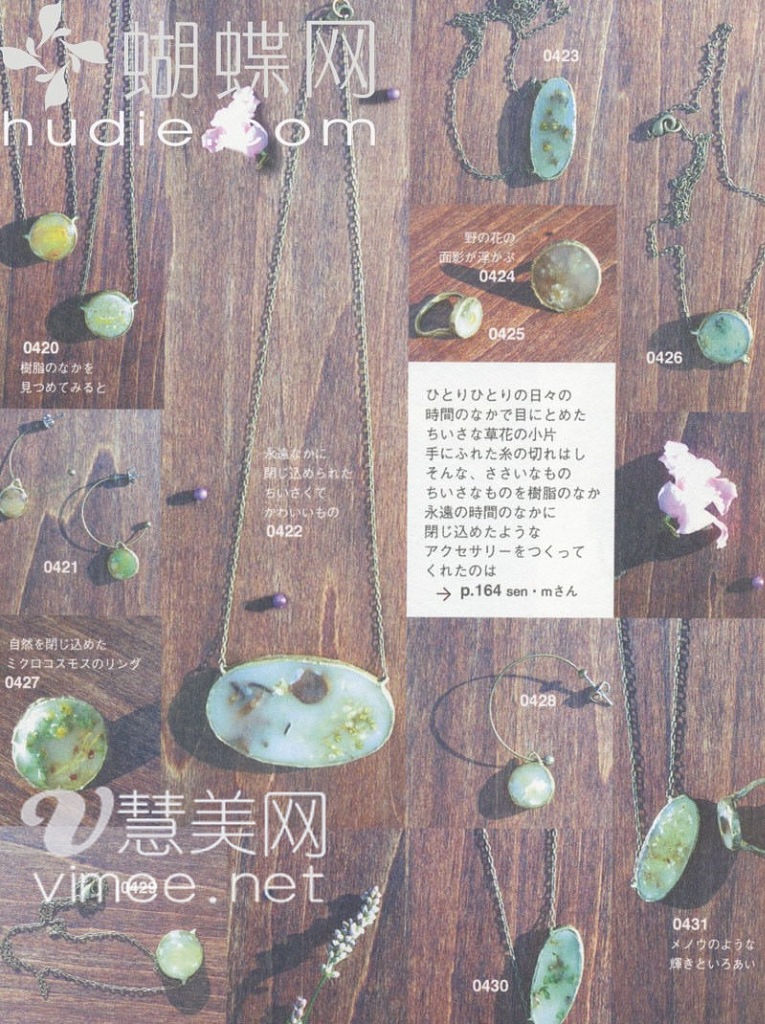 蝴蝶网
hudie.com
0423
野の花の
面影が浮かぶ
0424
0425
0426
0420
樹脂のなかを
見つめてみると
ひとりひとりの日々の
時間のなかで目にとめた
ちいさな草花の小片
手にふれた糸の切れはし
そんな、ささいなもの
ちいさなものを樹脂のなか
永遠の時間のなかに
閉じ込めたような
アクセサリーをつくって
くれたのは
→ p.164 sen・mさん
永遠なかに
閉じ込められた
ちいさくて
かわいいもの
0422
0421
自然を閉じ込めた
ミクロコスモスのリング
0427
0428
慧美网
vimee.net
0429
0430
0431
メノウのような
輝きといろあい